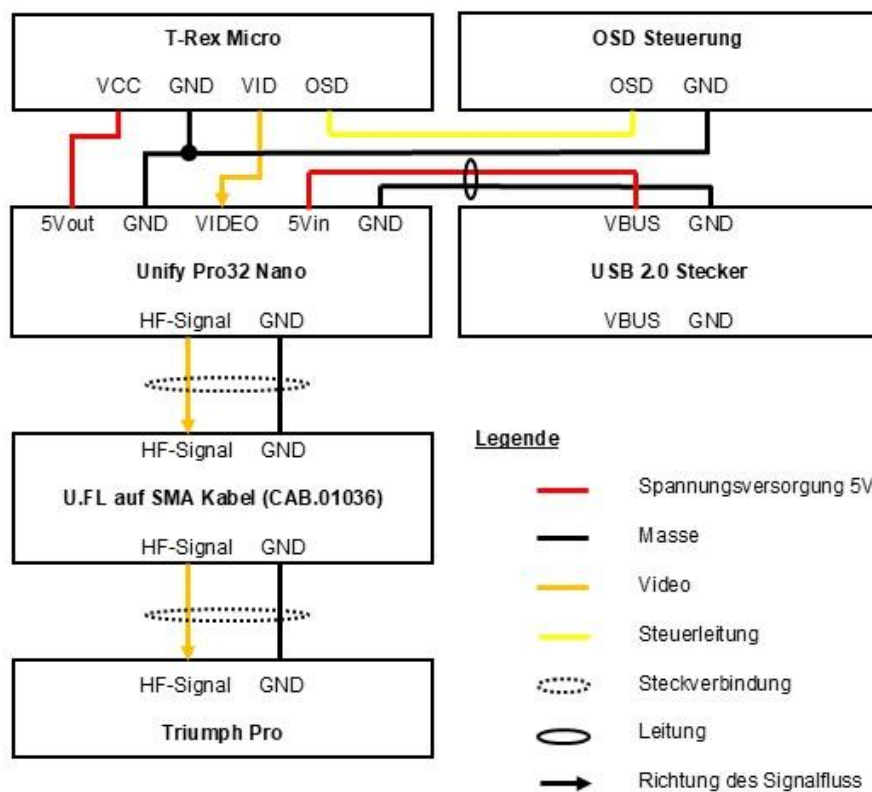 T-Rex Micro
VCC GND VID OSD
OSD Steuerung
OSD GND
5Vout GND VIDEO 5Vin GND
Unify Pro32 Nano
HF-Signal GND
VBUS GND
USB 2.0 Stecker
VBUS GND
HF-Signal GND
U.FL auf SMA Kabel (CAB.01036)
HF-Signal GND
HF-Signal GND
Triumph Pro
Legende
Spannungsversorgung 5V
Masse
Video
Steuerleitung
Steckverbindung
Leitung
Richtung des Signalfluss